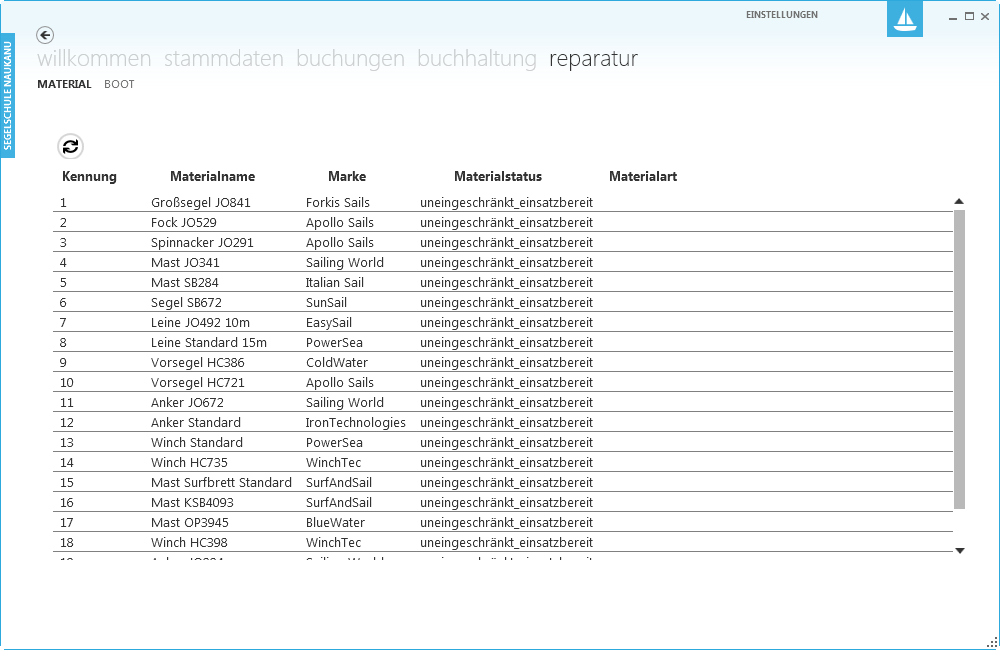 EINSTELLUNGEN
SEGELSCHULE NAUKANU
willkommen stammdaten buchungen buchhaltung reparatur
MATERIAL BOOT
Kennung Materialname Marke Materialstatus Materialart
1 Großsegel JO841 Forkis Sails uneingeschränkt_einsatzbereit
2 Fock JO529 Apollo Sails uneingeschränkt_einsatzbereit
3 Spinnacker JO291 Apollo Sails uneingeschränkt_einsatzbereit
4 Mast JO341 Sailing World uneingeschränkt_einsatzbereit
5 Mast SB284 Italian Sail uneingeschränkt_einsatzbereit
6 Segel SB672 SunSail uneingeschränkt_einsatzbereit
7 Leine JO492 10m EasySail uneingeschränkt_einsatzbereit
8 Leine Standard 15m PowerSea uneingeschränkt_einsatzbereit
9 Vorsegel HC386 ColdWater uneingeschränkt_einsatzbereit
10 Vorsegel HC721 Apollo Sails uneingeschränkt_einsatzbereit
11 Anker JO672 Sailing World uneingeschränkt_einsatzbereit
12 Anker Standard IronTechnologies uneingeschränkt_einsatzbereit
13 Winch Standard PowerSea uneingeschränkt_einsatzbereit
14 Winch HC735 WinchTec uneingeschränkt_einsatzbereit
15 Mast Surfbrett Standard SurfAndSail uneingeschränkt_einsatzbereit
16 Mast KSB4093 SurfAndSail uneingeschränkt_einsatzbereit
17 Mast OP3945 BlueWater uneingeschränkt_einsatzbereit
18 Winch HC398 WinchTec uneingeschränkt_einsatzbereit